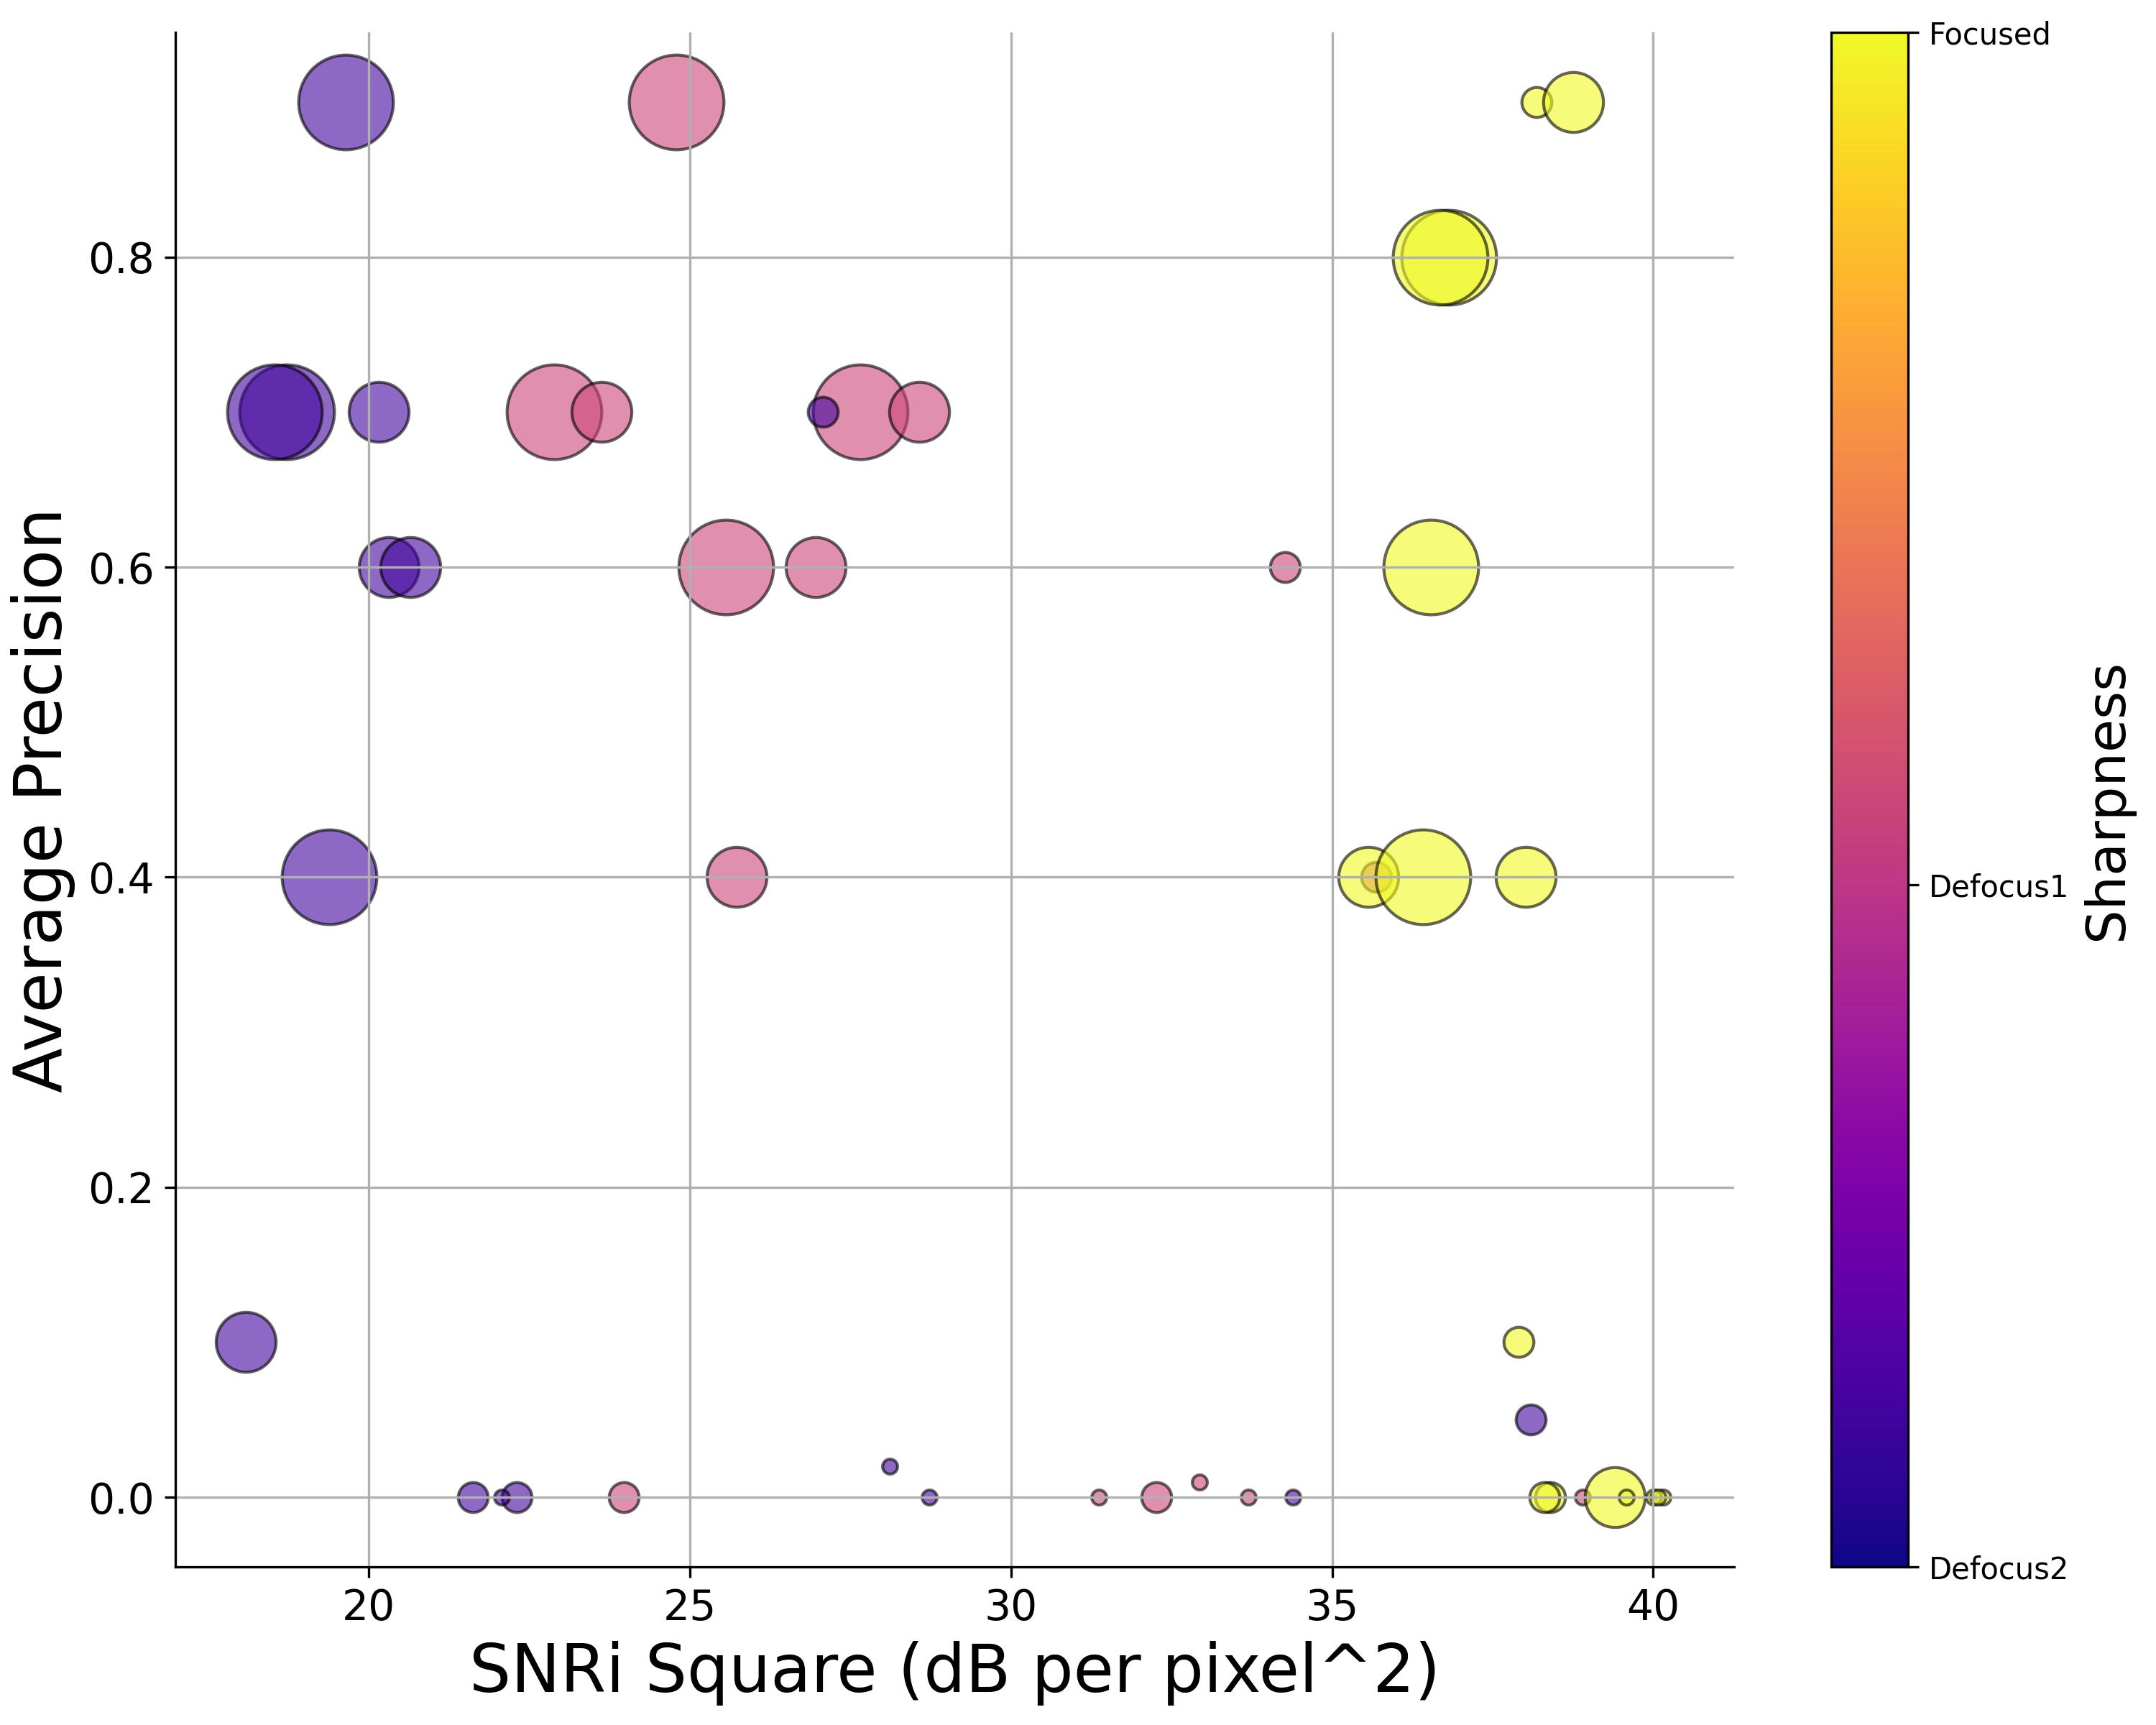 Average Precision
0.8
0.6
0.4
0.2
0.0
20 25 30 35 40
SNRi Square (dB per pixel^2)
Focused
Defocus1
Defocus2
Sharpness